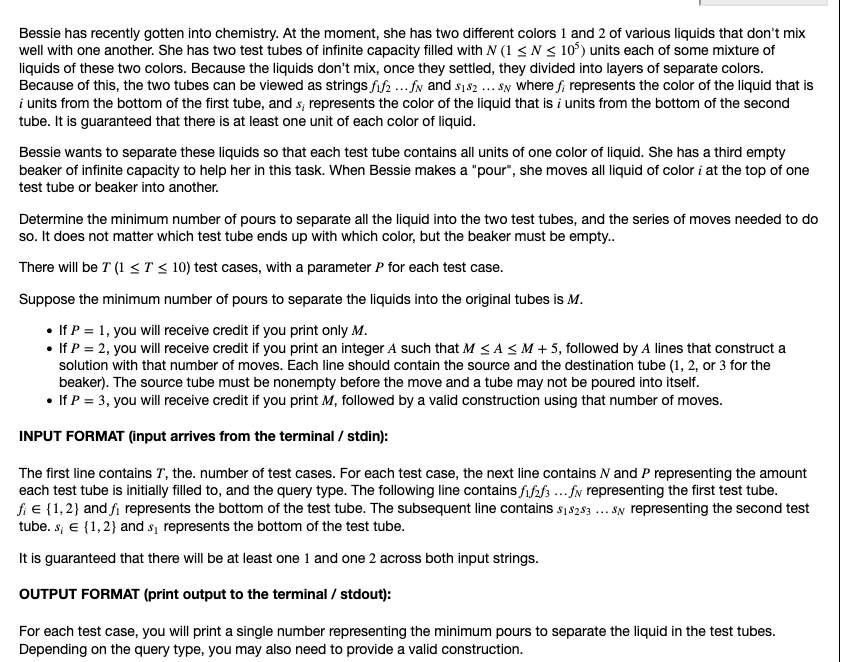 Bessie has recently gotten into chemistry. At the moment, she has two different colors 1 and 2 of various liquids that don't mix
well with one another. She has two test tubes of infinite capacity filled with N (1 ≤ N ≤ 10⁵) units each of some mixture of
liquids of these two colors. Because the liquids don't mix, once they settled, they divided into layers of separate colors.
Because of this, the two tubes can be viewed as strings f₁f₂ …f_N and s₁s₂ … s_N where f_i represents the color of the liquid that is
i units from the bottom of the first tube, and s_i represents the color of the liquid that is i units from the bottom of the second
tube. It is guaranteed that there is at least one unit of each color of liquid.
Bessie wants to separate these liquids so that each test tube contains all units of one color of liquid. She has a third empty
beaker of infinite capacity to help her in this task. When Bessie makes a "pour", she moves all liquid of color i at the top of one
test tube or beaker into another.
Determine the minimum number of pours to separate all the liquid into the two test tubes, and the series of moves needed to do
so. It does not matter which test tube ends up with which color, but the beaker must be empty..
There will be T (1 ≤ T ≤ 10) test cases, with a parameter P for each test case.
Suppose the minimum number of pours to separate the liquids into the original tubes is M.
• If P = 1, you will receive credit if you print only M.
• If P = 2, you will receive credit if you print an integer A such that M ≤ A ≤ M + 5, followed by A lines that construct a
solution with that number of moves. Each line should contain the source and the destination tube (1, 2, or 3 for the
beaker). The source tube must be nonempty before the move and a tube may not be poured into itself.
• If P = 3, you will receive credit if you print M, followed by a valid construction using that number of moves.
INPUT FORMAT (input arrives from the terminal / stdin):
The first line contains T, the. number of test cases. For each test case, the next line contains N and P representing the amount
each test tube is initially filled to, and the query type. The following line contains f₁f₂f₃ …f_N representing the first test tube.
f_i ∈ {1, 2} and f₁ represents the bottom of the test tube. The subsequent line contains s₁s₂s₃ … s_N representing the second test
tube. s_i ∈ {1, 2} and s₁ represents the bottom of the test tube.
It is guaranteed that there will be at least one 1 and one 2 across both input strings.
OUTPUT FORMAT (print output to the terminal / stdout):
For each test case, you will print a single number representing the minimum pours to separate the liquid in the test tubes.
Depending on the query type, you may also need to provide a valid construction.